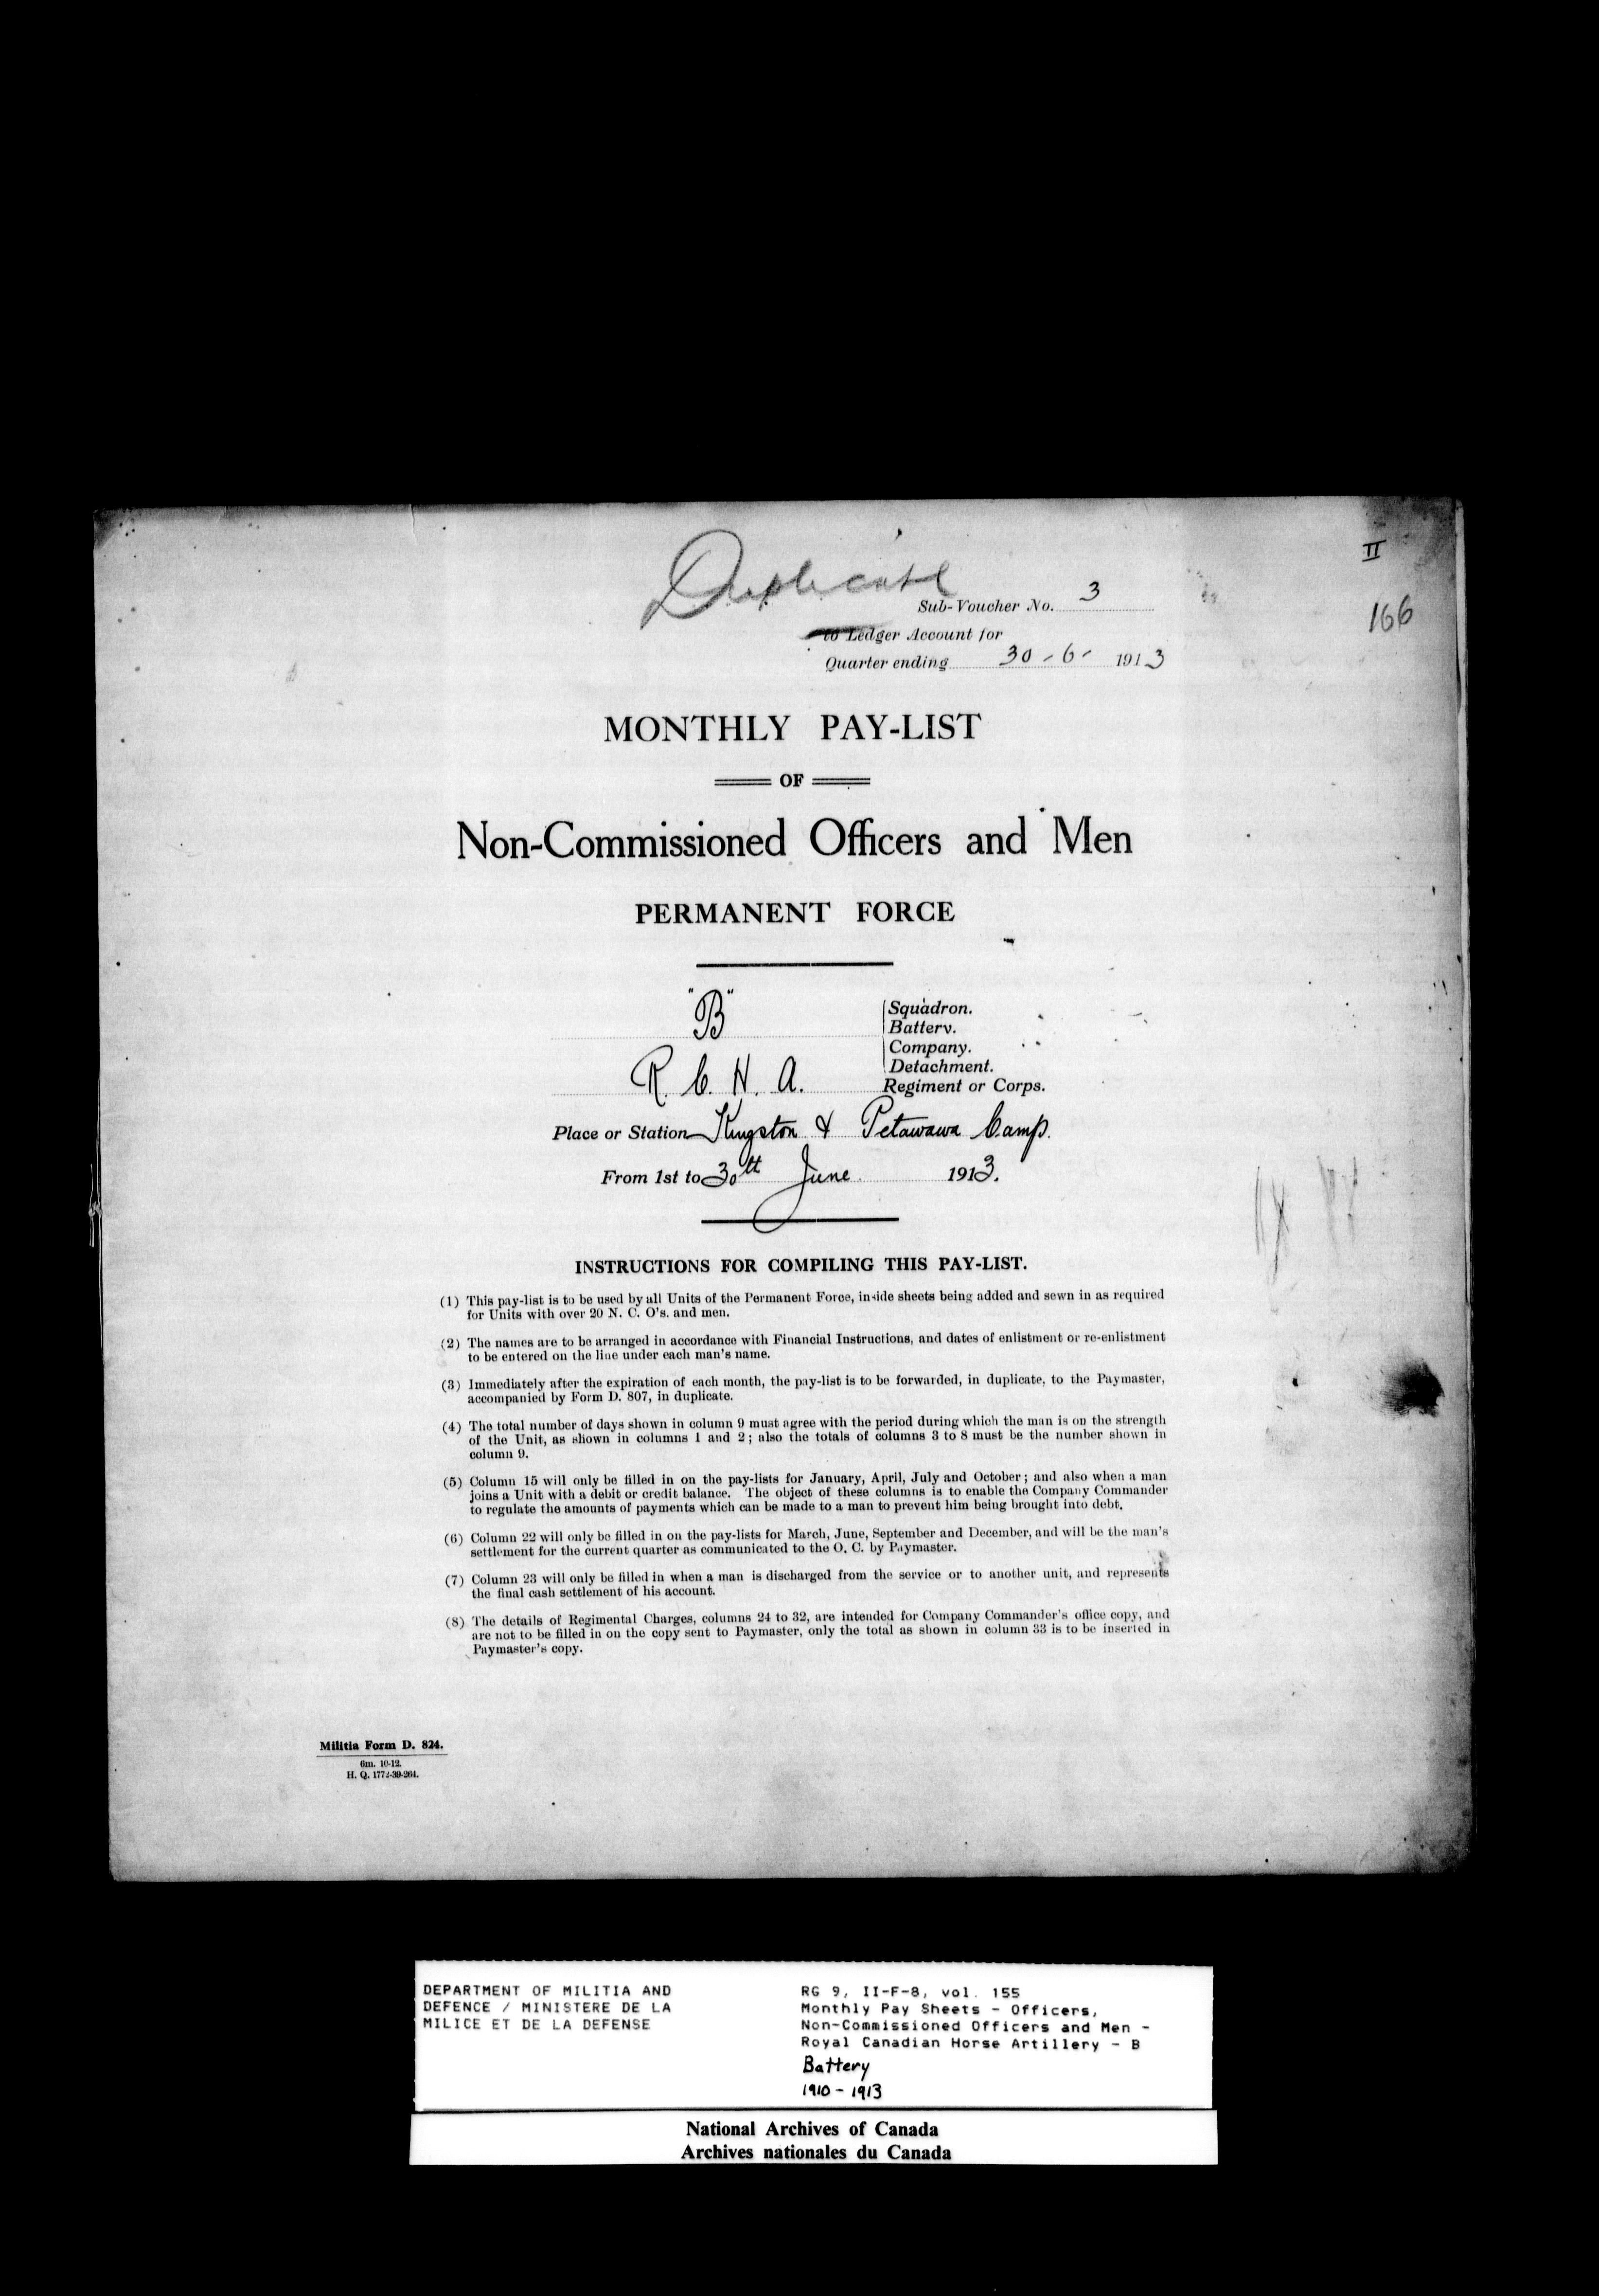 Duplicate
II
Sub-Voucher No. 3
166
to Ledger Account for
Quarter ending 30-6- 1913
MONTHLY PAY-LIST
OF
Non-Commissioned Officers and Men
PERMANENT FORCE
"B"
Squadron.
Battery.
Company.
Detachment.
R. C. H. A. Regiment or Corps.
Place or Station Kingston & Petawawa Camp.
From 1st to 30th June 1913.
INSTRUCTIONS FOR COMPILING THIS PAY-LIST.
(1) This pay-list is to be used by all Units of the Permanent Force, inside sheets being added and sewn in as required
for Units with over 20 N. C. O's. and men.
(2) The names are to be arranged in accordance with Financial Instructions, and dates of enlistment or re-enlistment
to be entered on the line under each man's name.
(3) Immediately after the expiration of each month, the pay-list is to be forwarded, in duplicate, to the Paymaster,
accompanied by Form D. 807, in duplicate.
(4) The total number of days shown in column 9 must agree with the period during which the man is on the strength
of the Unit, as shown in columns 1 and 2; also the totals of columns 3 to 8 must be the number shown in
column 9.
(5) Column 15 will only be filled in on the pay-lists for January, April, July and October; and also when a man
joins a Unit with a debit or credit balance. The object of these columns is to enable the Company Commander
to regulate the amounts of payments which can be made to a man to prevent him being brought into debt.
(6) Column 22 will only be filled in on the pay-lists for March, June, September and December, and will be the man's
settlement for the current quarter as communicated to the O. C. by Paymaster.
(7) Column 23 will only be filled in when a man is discharged from the service or to another unit, and represents
the final cash settlement of his account.
(8) The details of Regimental Charges, columns 24 to 32, are intended for Company Commander's office copy, and
are not to be filled in on the copy sent to Paymaster, only the total as shown in column 33 is to be inserted in
Paymaster's copy.
Militia Form D. 824.
6m. 10-12.
H. Q. 1772-39-264.
DEPARTMENT OF MILITIA AND
DEFENCE / MINISTERE DE LA
MILICE ET DE LA DEFENSE
RG 9, II-F-8, vol. 155
Monthly Pay Sheets - Officers,
Non-Commissioned Officers and Men -
Royal Canadian Horse Artillery - B
Battery
1910 - 1913
National Archives of Canada
Archives nationales du Canada